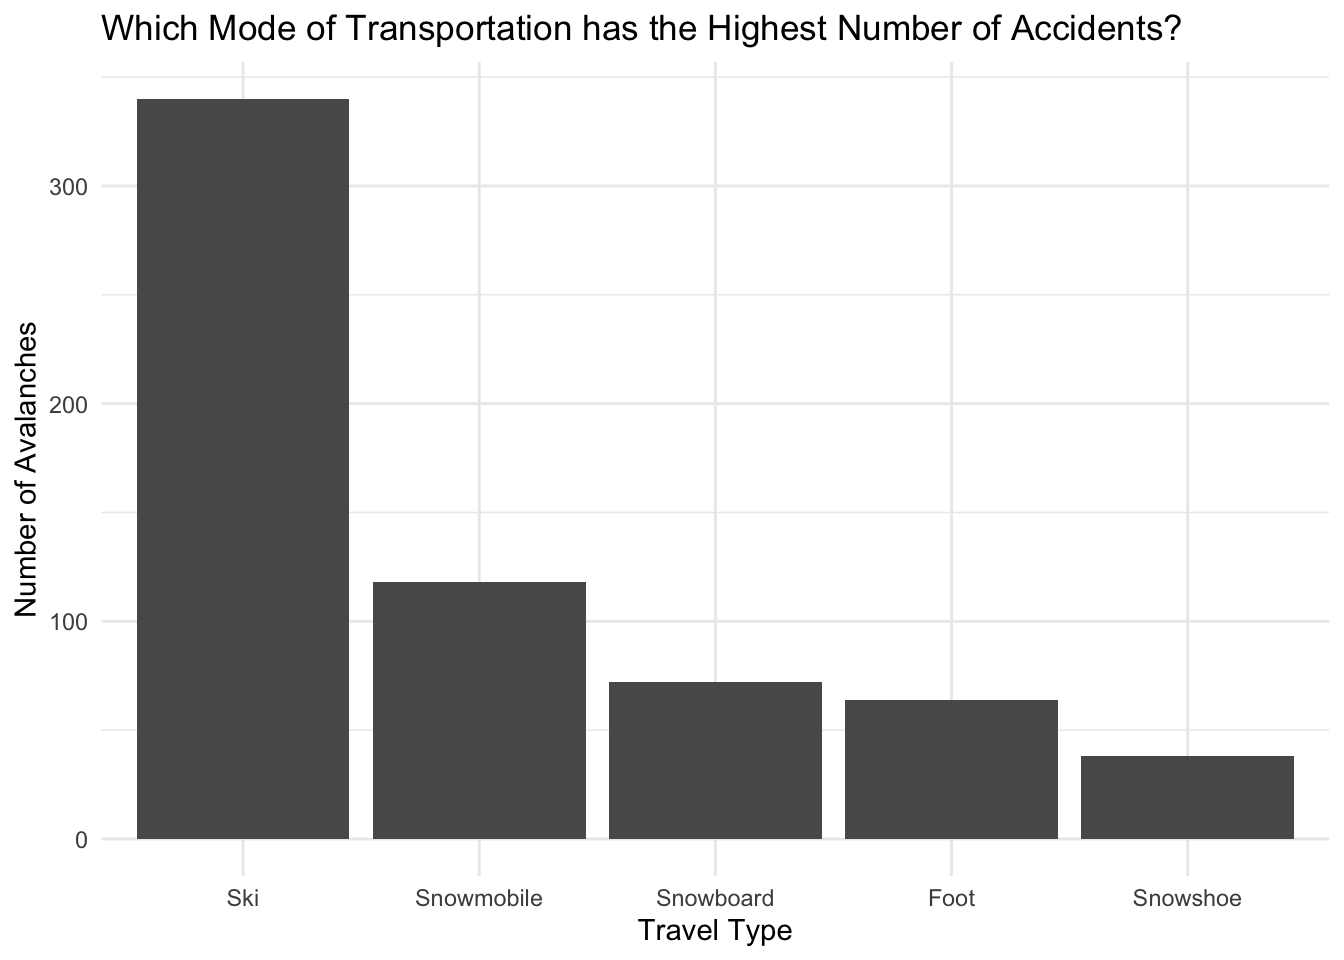 Which Mode of Transportation has the Highest Number of Accidents?
Number of Avalanches
300
200
100
0
Ski Snowmobile Snowboard Foot Snowshoe
Travel Type